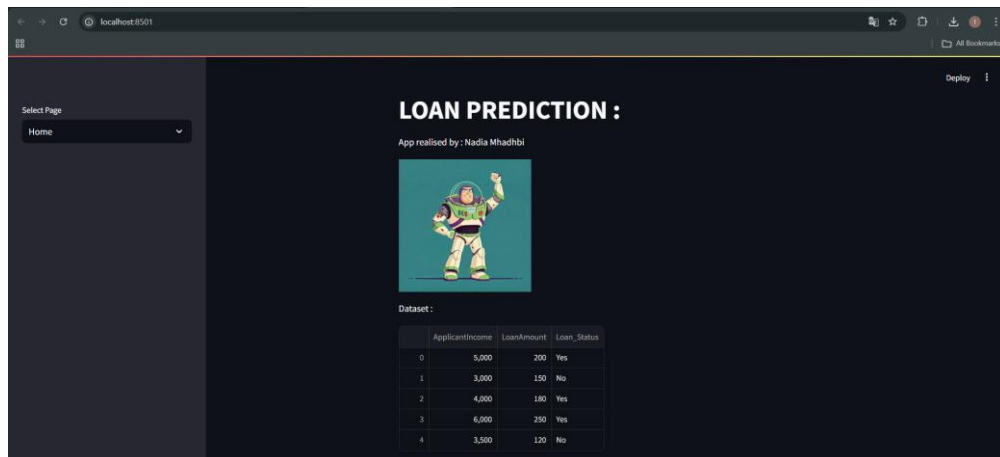 localhost:8501
All Bookmarks
Deploy
Select Page
Home
LOAN PREDICTION :
App realised by : Nadia Mhadhbi
Dataset :
ApplicantIncome LoanAmount Loan_Status
0 5,000 200 Yes
1 3,000 150 No
2 4,000 180 Yes
3 6,000 250 Yes
4 3,500 120 No